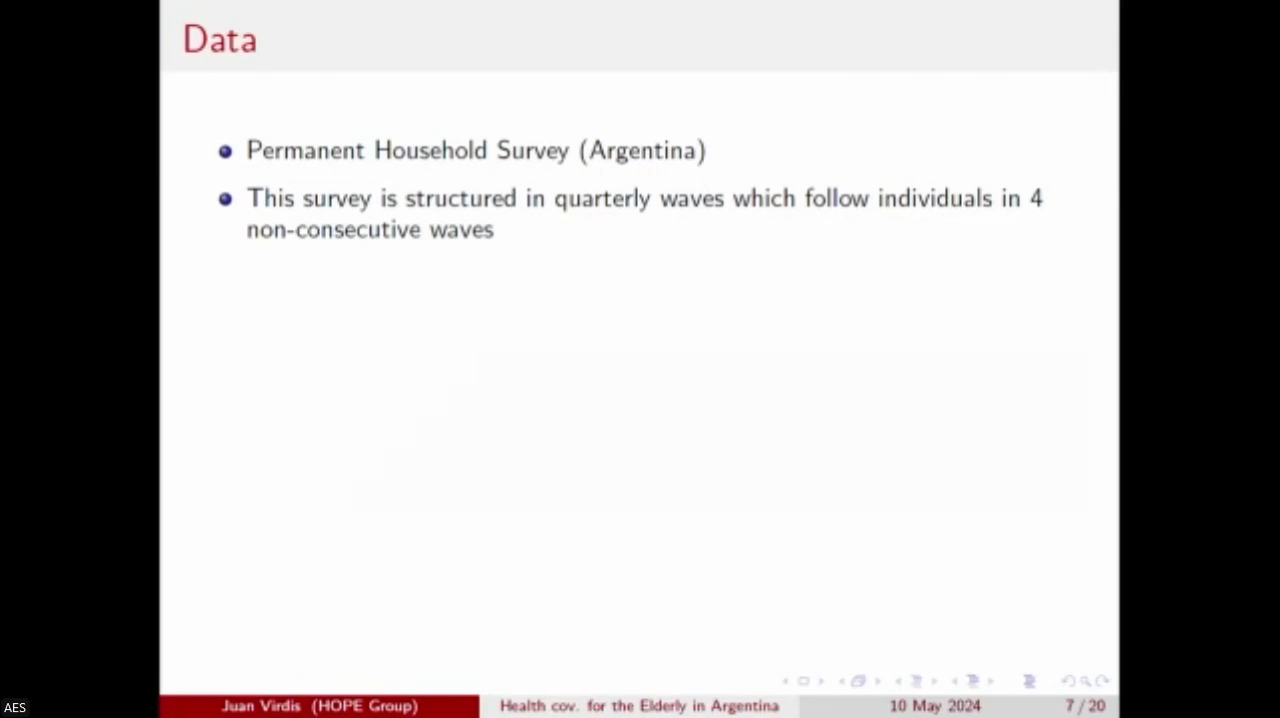 Data
Permanent Household Survey (Argentina)
This survey is structured in quarterly waves which follow individuals in 4
non-consecutive waves
AES
Juan Virdis (HOPE Group)
Health cov. for the Elderly in Argentina
10 May 2024
7 / 20